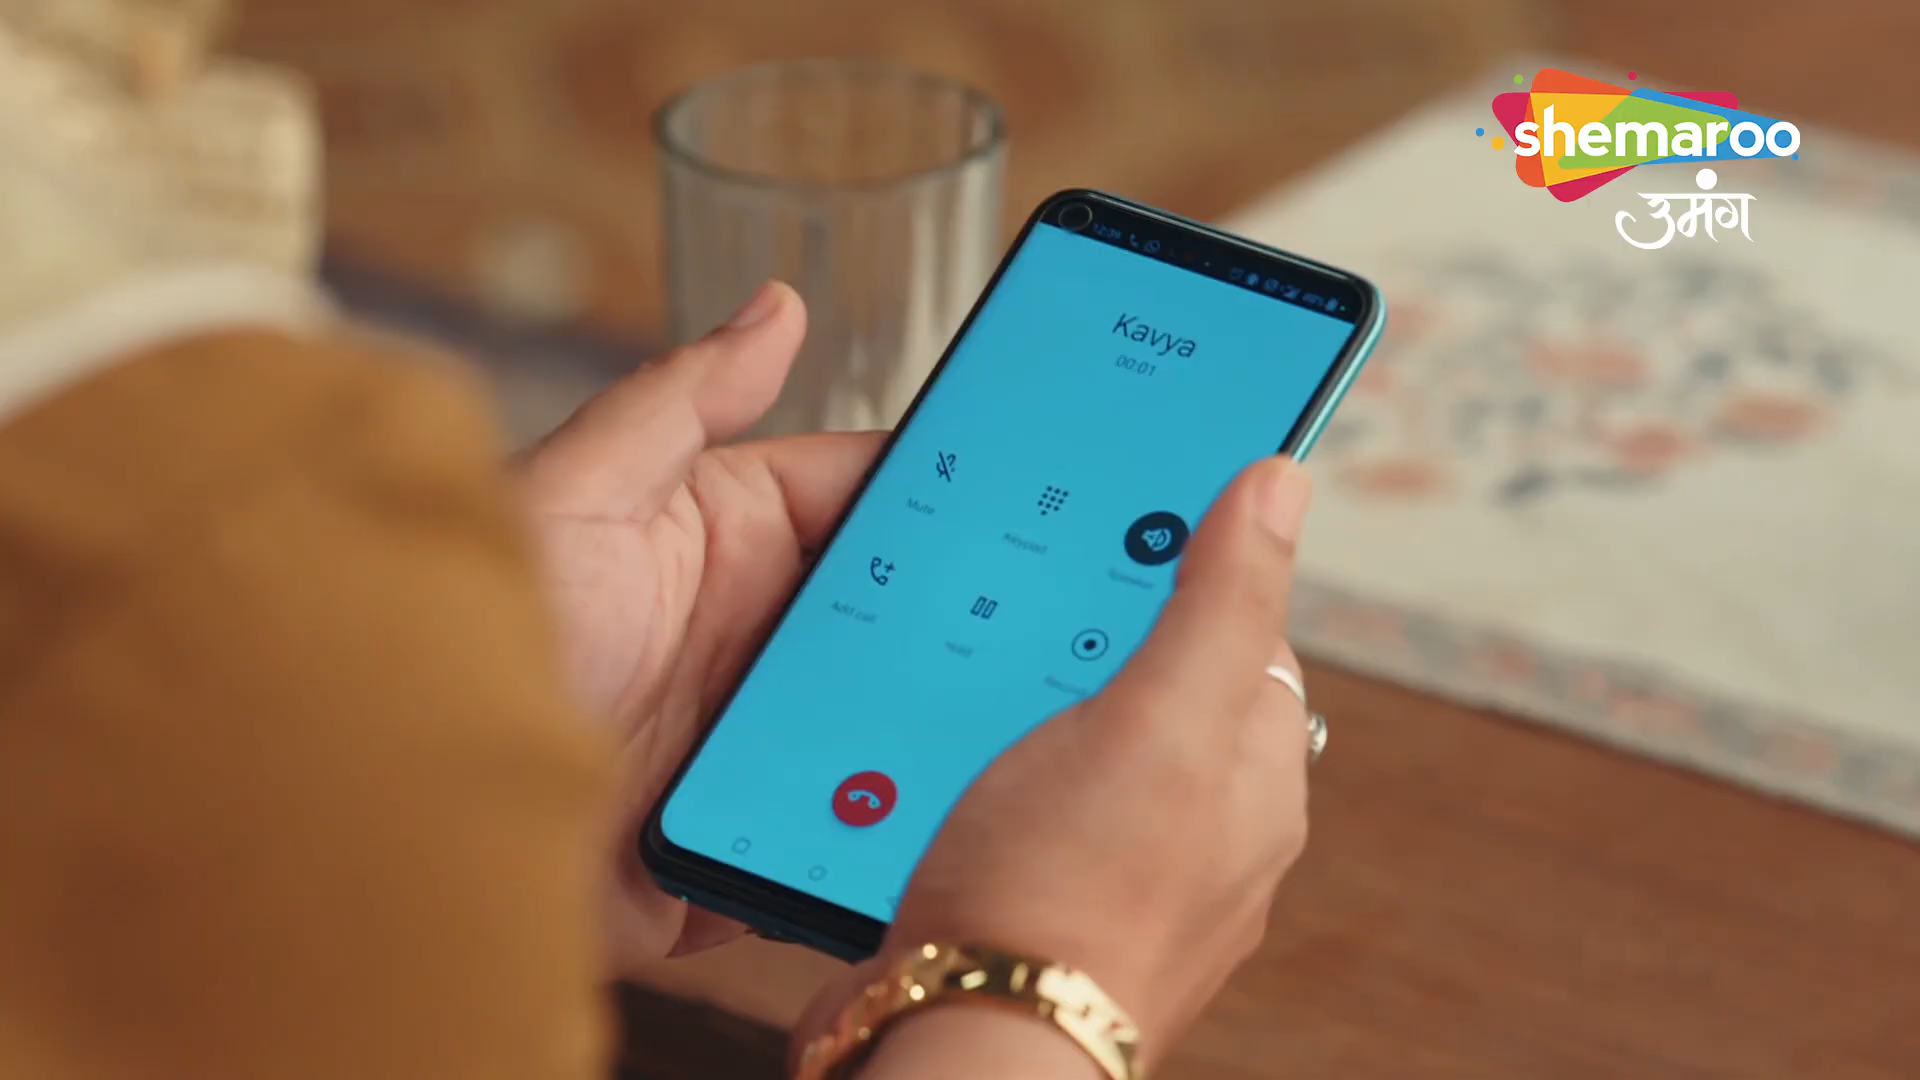 shemaroo
उमंग
Kavya
00:01
Mute
Keypad
Speaker
Add call
Hold